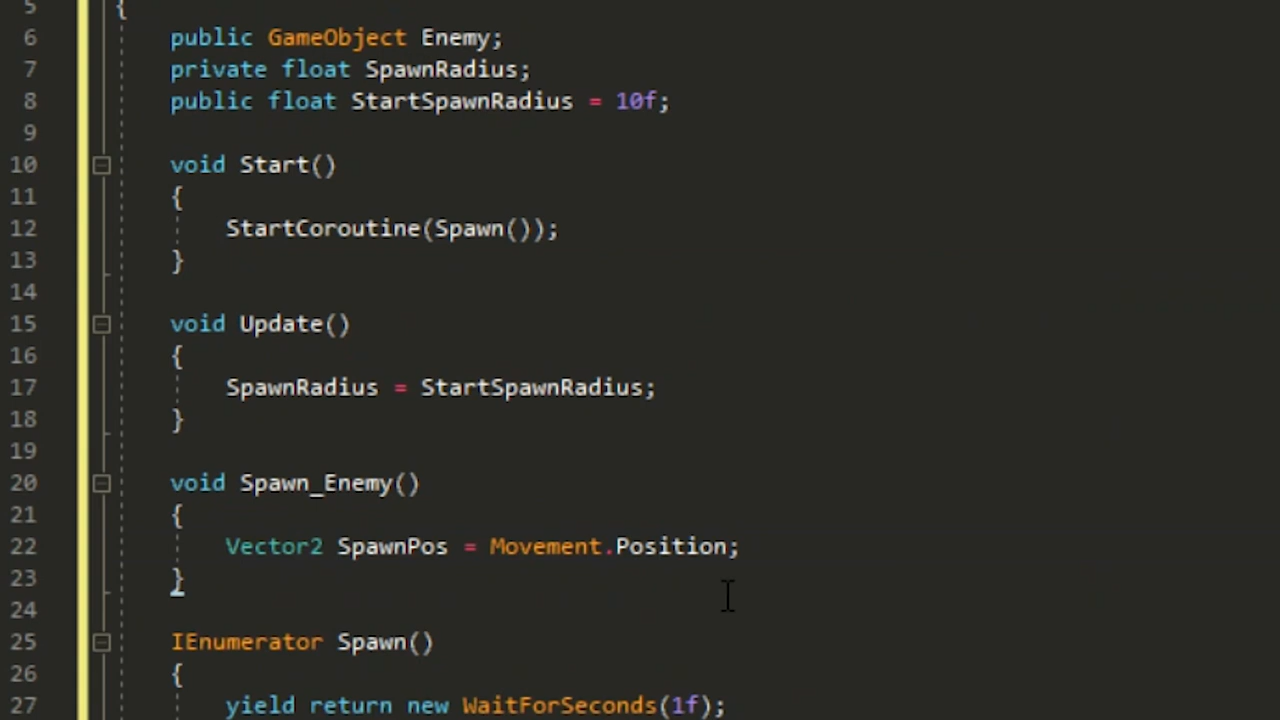 5 {
6 public GameObject Enemy;
7 private float SpawnRadius;
8 public float StartSpawnRadius = 10f;
9
10 void Start()
11 {
12 StartCoroutine(Spawn());
13 }
14
15 void Update()
16 {
17 SpawnRadius = StartSpawnRadius;
18 }
19
20 void Spawn_Enemy()
21 {
22 Vector2 SpawnPos = Movement.Position;
23 }
24
25 IEnumerator Spawn()
26 {
27 yield return new WaitForSeconds(1f);